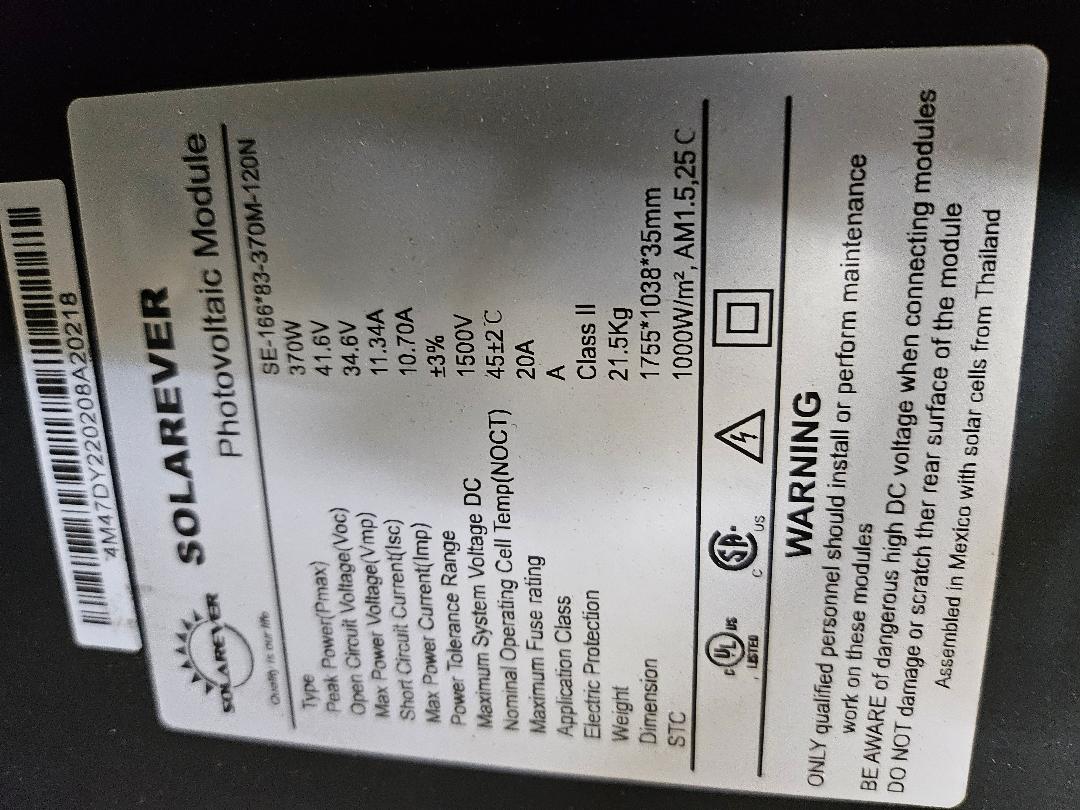 4M47DY220208A20218
SOLAREVER
Quality is our life
SOLAREVER
Photovoltaic Module
Type SE-166*83-370M-120N
Peak Power(Pmax) 370W
Open Circuit Voltage(Voc) 41.6V
Max Power Voltage(Vmp) 34.6V
Short Circuit Current(Isc) 11.34A
Max Power Current(Imp) 10.70A
Power Tolerance Range ±3%
Maximum System Voltage DC 1500V
Nominal Operating Cell Temp(NOCT) 45±2℃
Maximum Fuse rating 20A
Application Class A
Electric Protection Class II
Weight 21.5Kg
Dimension 1755*1038*35mm
STC 1000W/m², AM1.5,25℃
C UL US
LISTED
C SA US
WARNING
ONLY qualified personnel should install or perform maintenance
work on these modules
BE AWARE of dangerous high DC voltage when connecting modules
DO NOT damage or scratch ther rear surface of the module
Assembled in Mexico with solar cells from Thailand